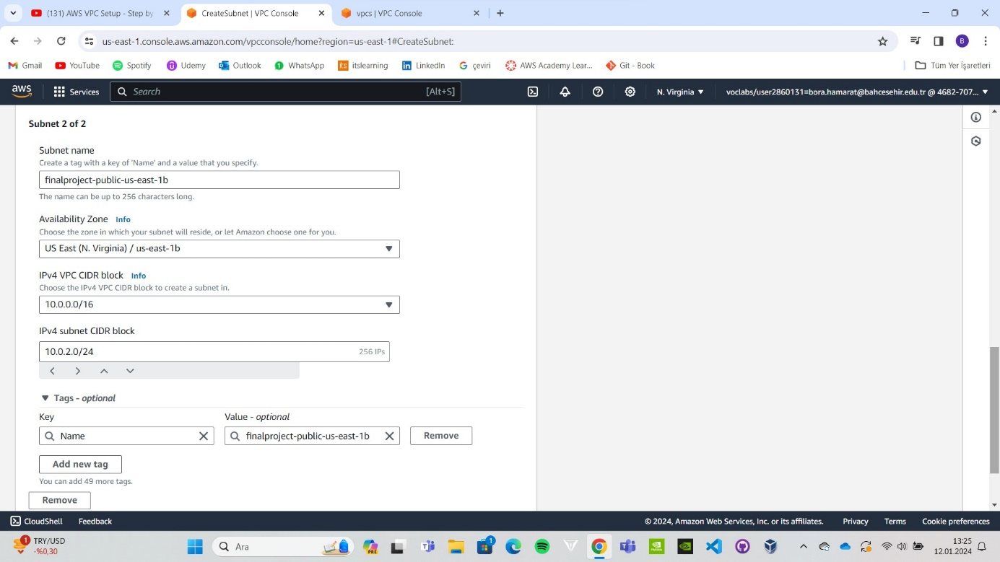 (131) AWS VPC Setup - Step by
CreateSubnet | VPC Console
vpcs | VPC Console
us-east-1.console.aws.amazon.com/vpcconsole/home?region=us-east-1#CreateSubnet:
B
Gmail YouTube Spotify Udemy Outlook WhatsApp itslearning LinkedIn çeviri AWS Academy Lear... Git - Book Tüm Yer İşaretleri
aws Services Search [Alt+S] N. Virginia voclabs/user2860131=bora.hamarat@bahcesehir.edu.tr @ 4682-707...
Subnet 2 of 2
Subnet name
Create a tag with a key of 'Name' and a value that you specify.
finalproject-public-us-east-1b
The name can be up to 256 characters long.
Availability Zone Info
Choose the zone in which your subnet will reside, or let Amazon choose one for you.
US East (N. Virginia) / us-east-1b
IPv4 VPC CIDR block Info
Choose the IPv4 VPC CIDR block to create a subnet in.
10.0.0.0/16
IPv4 subnet CIDR block
10.0.2.0/24 256 IPs
Tags - optional
Key Value - optional
Name finalproject-public-us-east-1b Remove
Add new tag
You can add 49 more tags.
Remove
CloudShell Feedback © 2024, Amazon Web Services, Inc. or its affiliates. Privacy Terms Cookie preferences
1 TRY/USD
-%0,30
Ara
PRE
1
13:25
12.01.2024